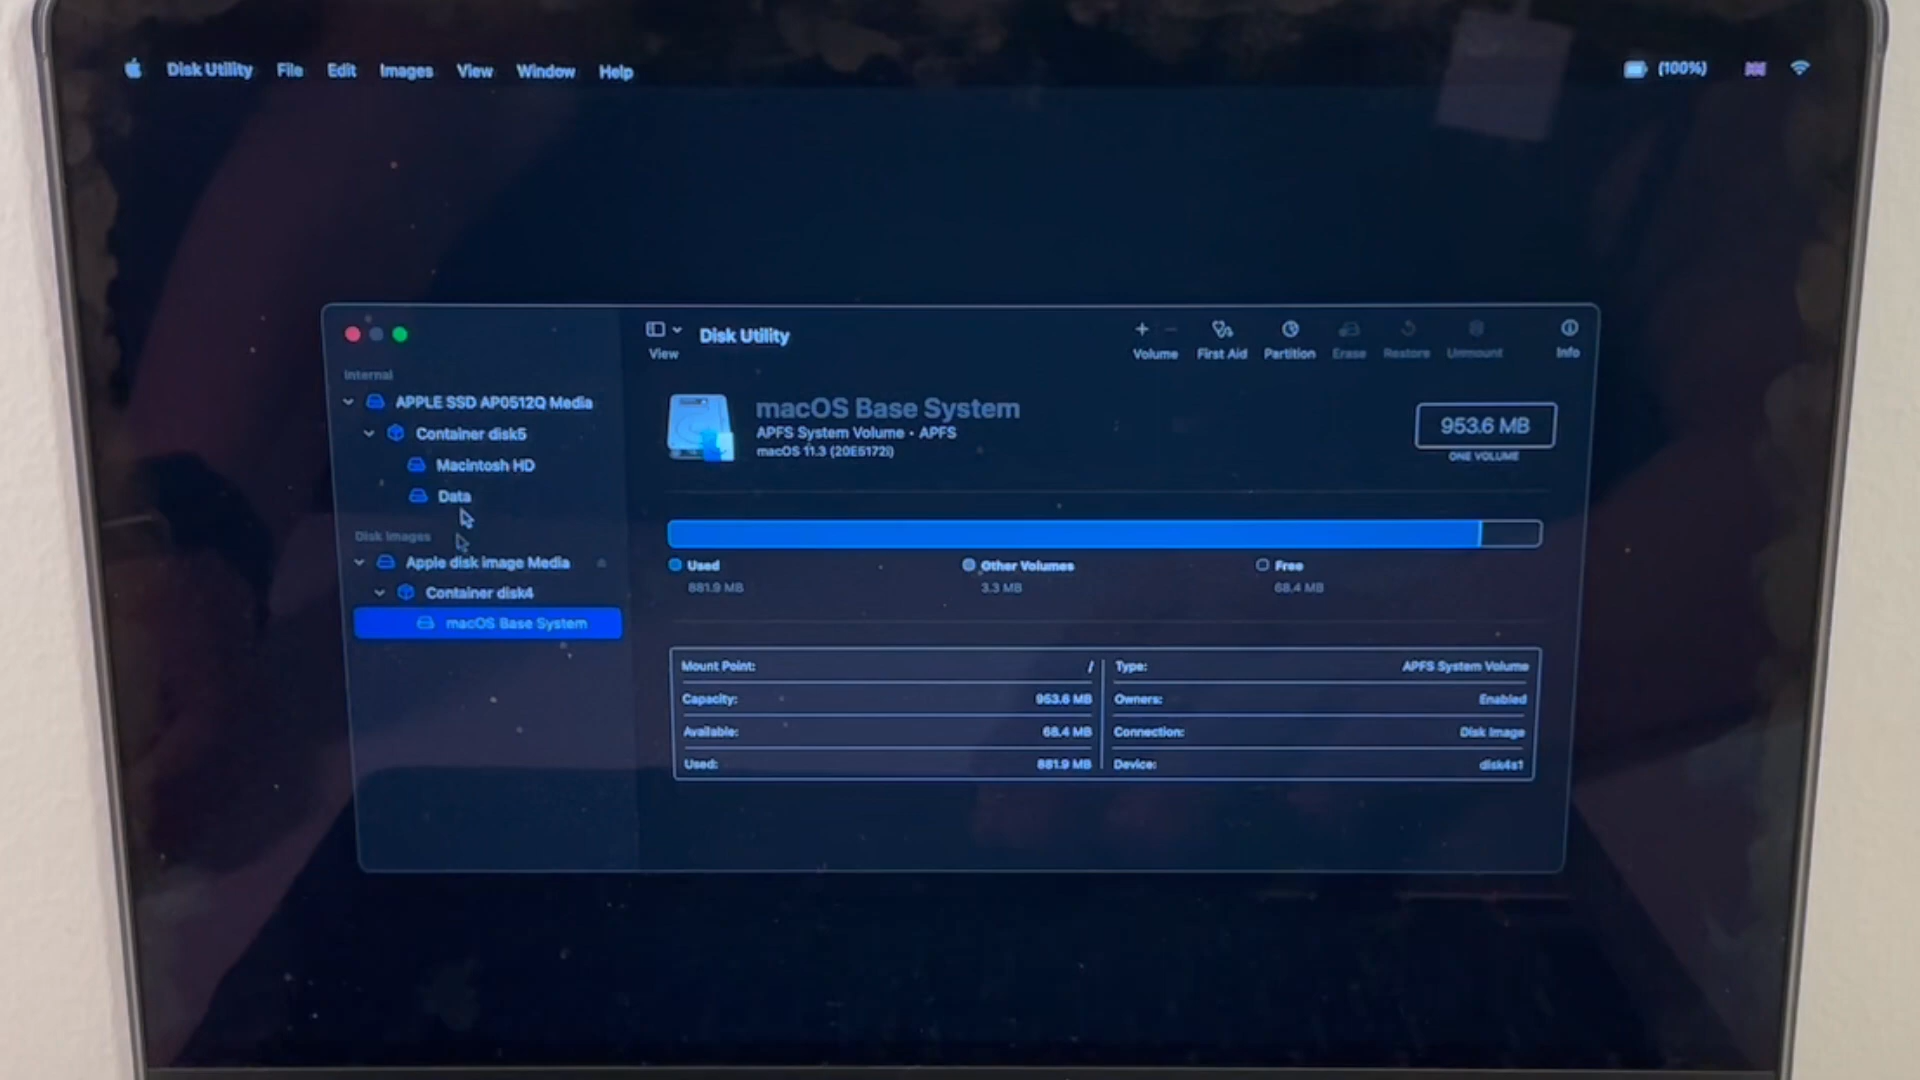 Disk Utility File Edit Images View Window Help (100%)
View Disk Utility Volume First Aid Partition Erase Restore Unmount Info
Internal
APPLE SSD AP0512Q Media
Container disk5
Macintosh HD
Data
Disk Images
Apple disk image Media
Container disk4
macOS Base System
macOS Base System
APFS System Volume • APFS
macOS 11.3 (20E5172i)
953.6 MB
ONE VOLUME
Used Other Volumes Free
881.9 MB 3.3 MB 68.4 MB
Mount Point: / Type: APFS System Volume
Capacity: 953.6 MB Owners: Enabled
Available: 68.4 MB Connection: Disk Image
Used: 881.9 MB Device: disk4s1